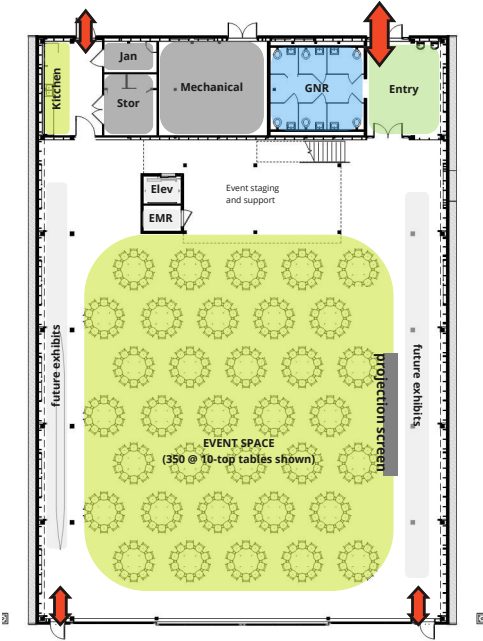 Kitchen
Jan
Stor
Mechanical
GNR
Entry
Elev
EMR
Event staging
and support
future exhibits
future exhibits
projection screen
EVENT SPACE
(350 @ 10-top tables shown)